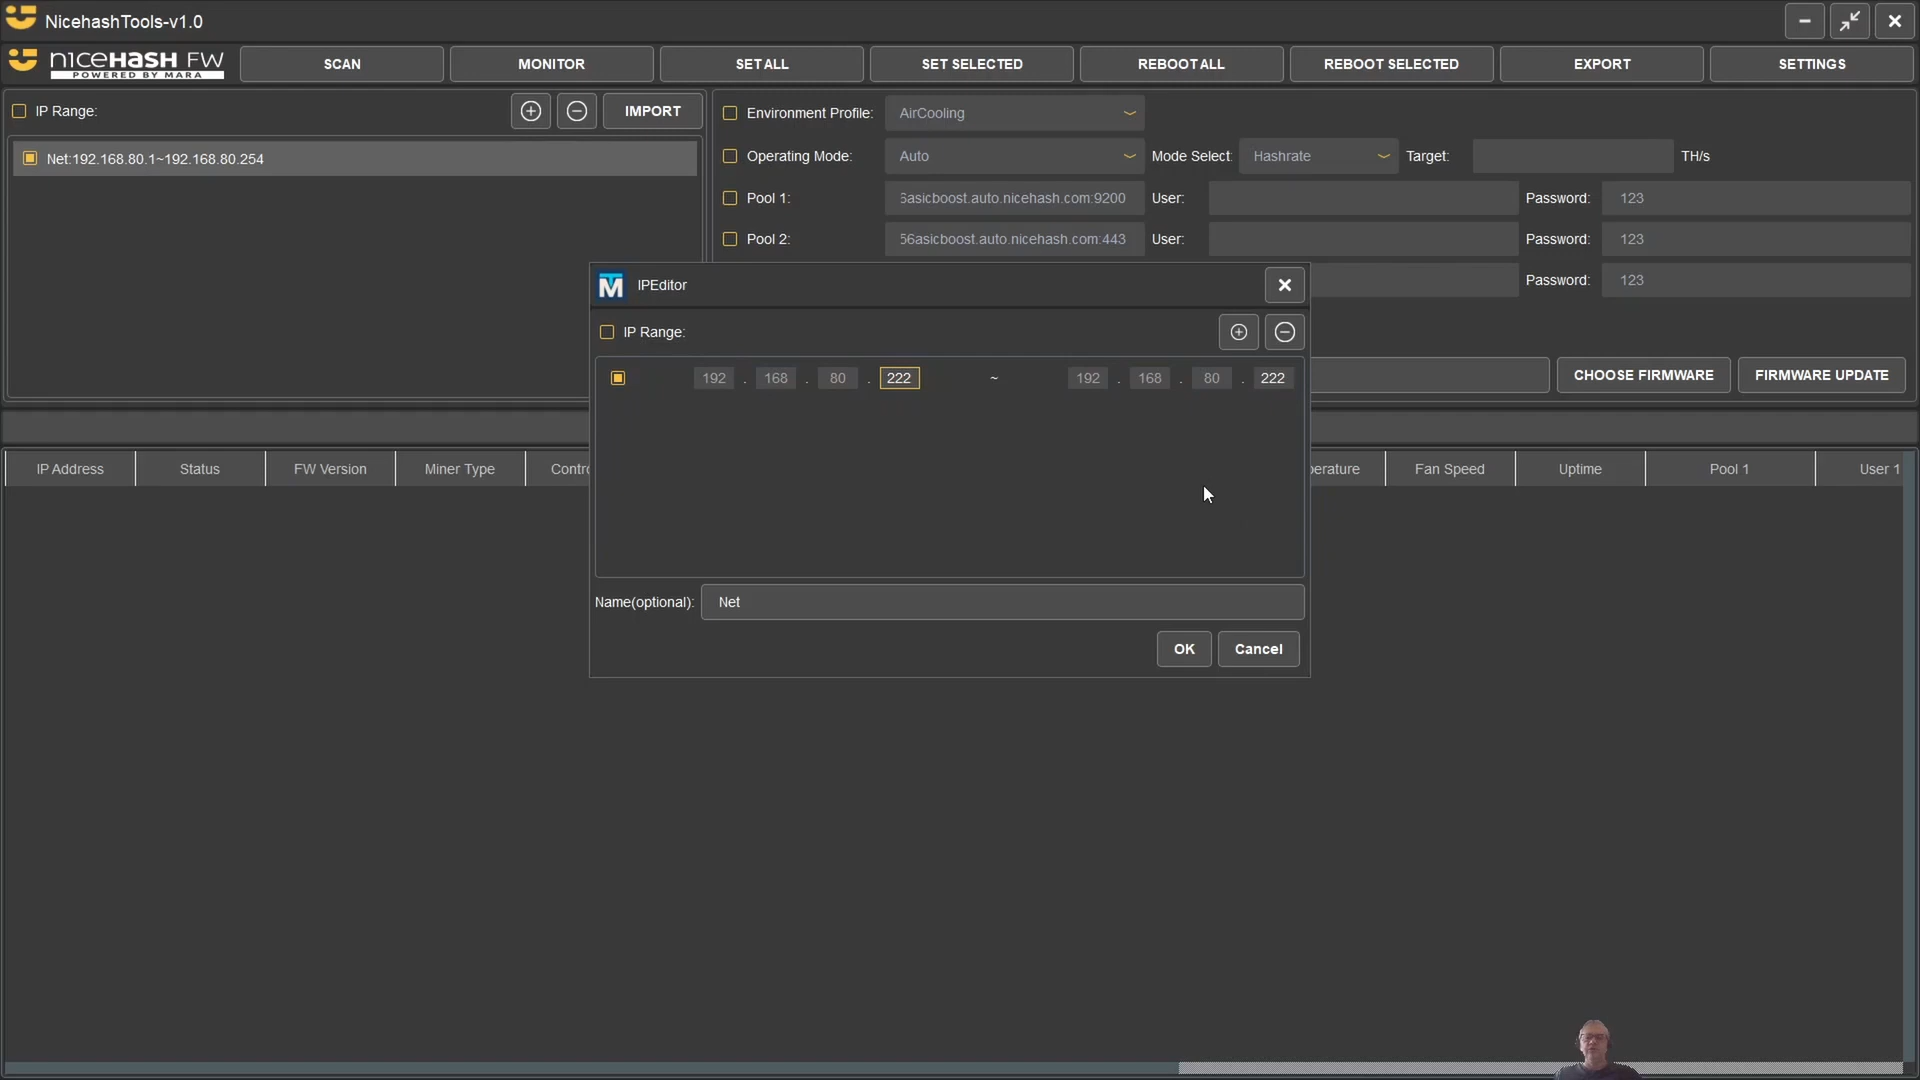 NicehashTools-v1.0
NICEHASH FW
POWERED BY MARA
SCAN
MONITOR
SET ALL
SET SELECTED
REBOOT ALL
REBOOT SELECTED
EXPORT
SETTINGS
IP Range:
IMPORT
Net:192.168.80.1~192.168.80.254
Environment Profile: AirCooling
Operating Mode: Auto Mode Select: Hashrate Target: TH/s
Pool 1: asicboost.auto.nicehash.com:9200 User: Password: 123
Pool 2: 56asicboost.auto.nicehash.com:443 User: Password: 123
Password: 123
CHOOSE FIRMWARE
FIRMWARE UPDATE
IPEditor
IP Range:
192 . 168 . 80 . 222 ~ 192 . 168 . 80 . 222
Name(optional): Net
OK Cancel
IP Address Status FW Version Miner Type Contro perature Fan Speed Uptime Pool 1 User 1